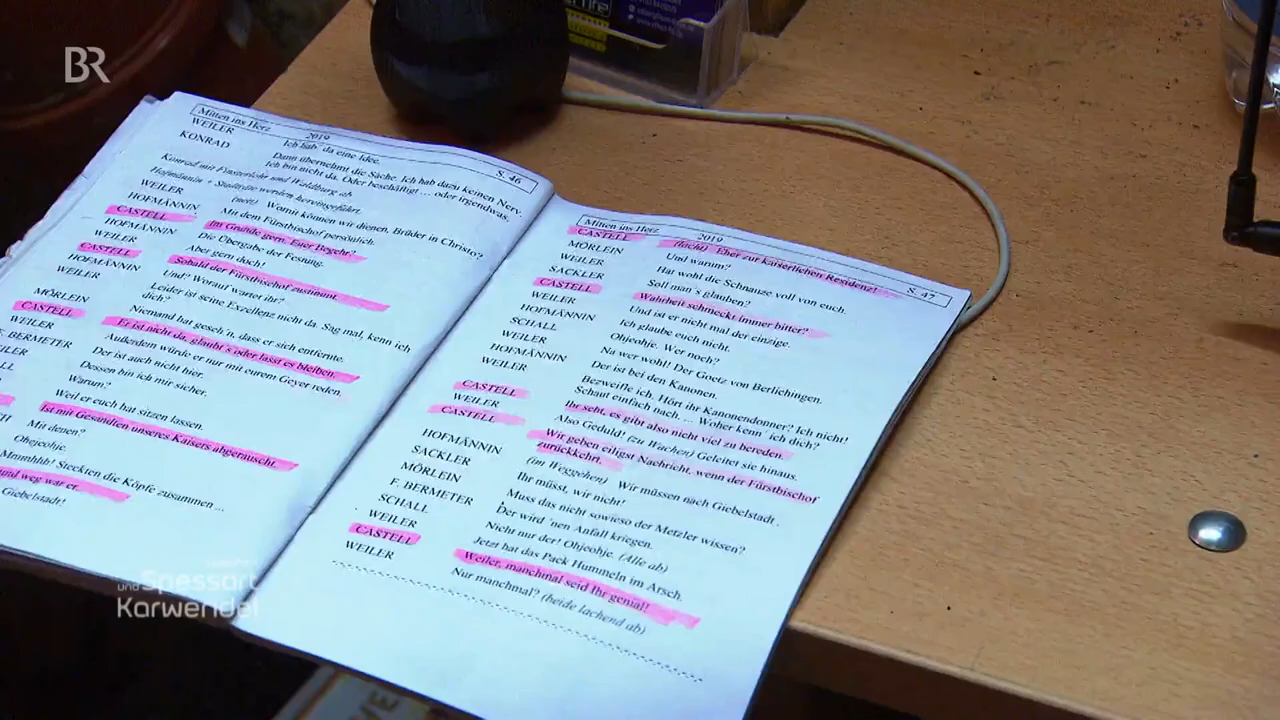 BR
Mitten ins Herz 2019 S. 46
WEILER Ich hab' da eine Idee.
KONRAD Dann übernehmt die Sache. Ich hab dazu keinen Nerv.
Ich bin nicht da. Oder beschäftigt ... oder irgendwas.
Konrad mit Finsterlohr und Waldburg ab
Hofmännin + Stadträte werden hereingeführt.
WEILER (nett) Womit können wir dienen, Brüder in Christo?
HOFMÄNNIN Mit dem Fürstbischof persönlich.
CASTELL Im Grunde gern. Euer Begehr?
HOFMÄNNIN Die Übergabe der Festung.
WEILER Aber gern doch!
CASTELL Sobald der Fürstbischof zustimmt.
HOFMÄNNIN Und? Worauf wartet ihr?
WEILER Leider ist seine Exzellenz nicht da. Sag mal, kenn ich
dich?
MÖRLEIN Niemand hat geseh'n, dass er sich entfernte.
CASTELL Es ist nicht da, glaubt's oder lasst es bleiben.
WEILER Außerdem würde er nur mit eurem Geyer reden.
BERMETER Der ist auch nicht hier.
Dessen bin ich mir sicher.
Warum?
Weil er euch hat sitzen lassen.
Ist mit Gesandten unseres Kaisers abgerauscht.
Mit denen?
Ohejeohje.
Mmmhhh! Steckten die Köpfe zusammen ...
und weg war er.
Giebelstadt!
Mitten ins Herz 2019 S. 47
CASTELL (lacht) Eher zur kaiserlichen Residenz!
MÖRLEIN Und warum?
WEILER Hat wohl die Schnauze voll von euch.
SACKLER Soll man's glauben?
CASTELL Wahrheit schmeckt immer bitter?
WEILER Und ist er nicht mal der einzige.
HOFMÄNNIN Ich glaube euch nicht.
SCHALL Ohjeohje. Wer noch?
WEILER Na wer wohl! Der Goetz von Berlichingen.
HOFMÄNNIN Der ist bei den Kanonen.
WEILER Bezweifle ich. Hört ihr Kanonendonner? Ich nicht!
Schaut einfach nach. ... Woher kenn' ich dich?
CASTELL Ihr seht, es gibt also nicht viel zu bereden.
WEILER Also Geduld! (zu Wachen) Geleitet sie hinaus.
CASTELL Wir geben eiligst Nachricht, wenn der Fürstbischof
zurückkehrt.
HOFMÄNNIN (im Weggehen) Wir müssen nach Giebelstadt.
SACKLER Ihr müsst, wir nicht!
MÖRLEIN Muss das nicht sowieso der Metzler wissen?
F. BERMETER Der wird 'nen Anfall kriegen.
SCHALL Nicht nur der! Ohjeohje. (Alle ab)
WEILER Jetzt hat das Pack Hummeln im Arsch.
CASTELL Weiler, manchmal seid Ihr genial!
WEILER Nur manchmal? (beide lachend ab)
und Spessart
Karwendel